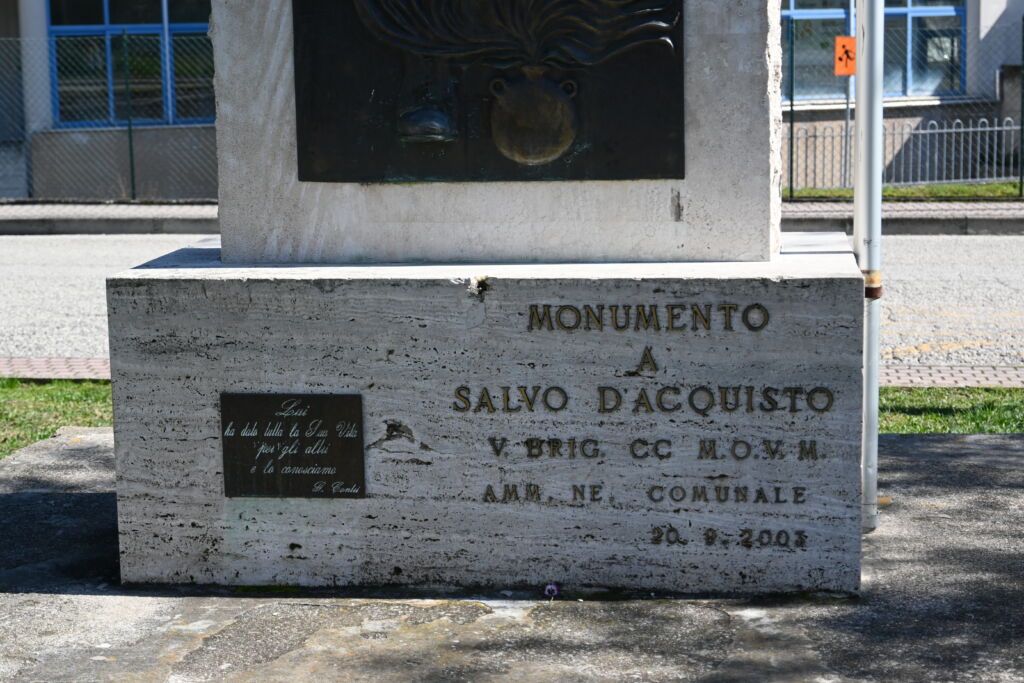 MONUMENTO
A
SALVO D'ACQUISTO
V. BRIG. CC M.O.V.M.
AMM. NE. COMUNALE
20. 9. 2003
Lui
ha dato tutta la Sua Vita
"per" gli altri
e lo conosciamo